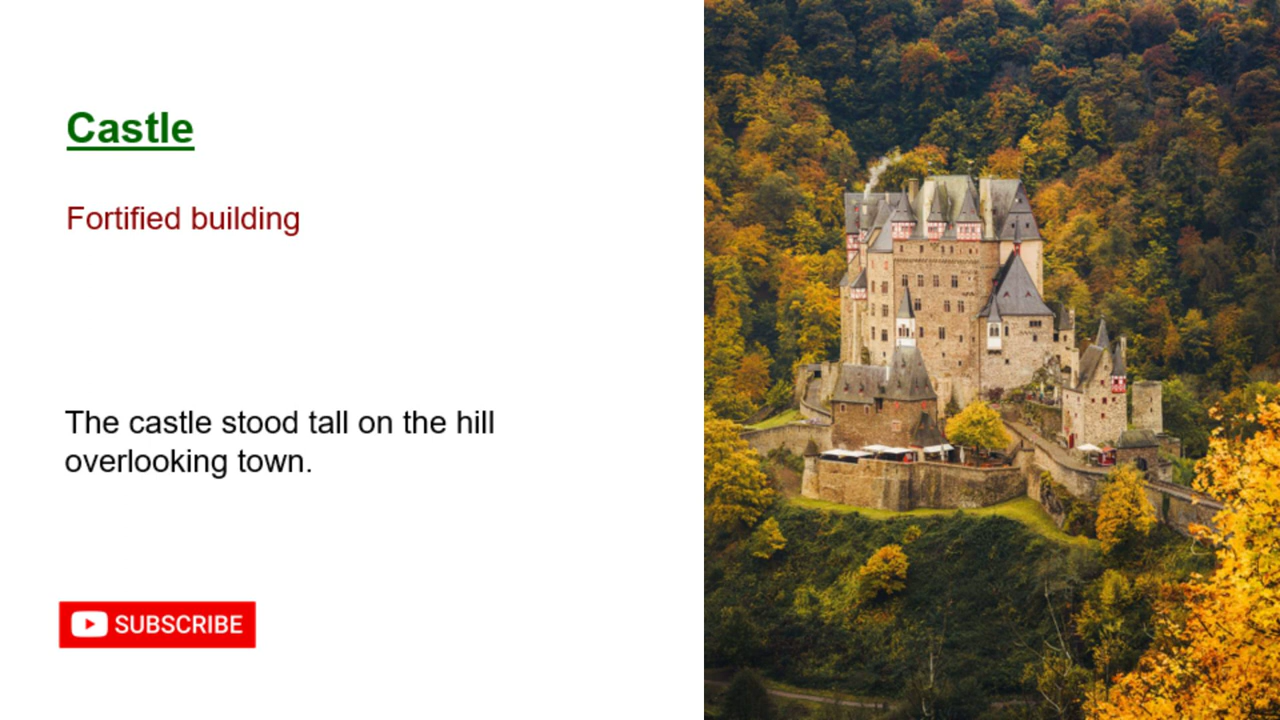 Castle
Fortified building
The castle stood tall on the hill
overlooking town.
SUBSCRIBE